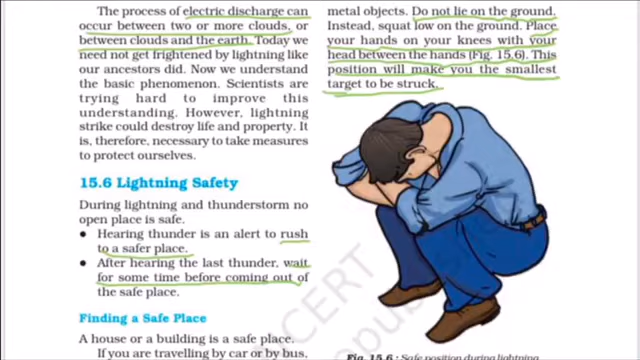 The process of electric discharge can
occur between two or more clouds, or
between clouds and the earth. Today we
need not get frightened by lightning like
our ancestors did. Now we understand
the basic phenomenon. Scientists are
trying hard to improve this
understanding. However, lightning
strike could destroy life and property. It
is, therefore, necessary to take measures
to protect ourselves.
15.6 Lightning Safety
During lightning and thunderstorm no
open place is safe.
● Hearing thunder is an alert to rush
to a safer place.
● After hearing the last thunder, wait
for some time before coming out of
the safe place.
Finding a Safe Place
A house or a building is a safe place.
If you are travelling by car or by bus,
metal objects. Do not lie on the ground.
Instead, squat low on the ground. Place
your hands on your knees with your
head between the hands (Fig. 15.6). This
position will make you the smallest
target to be struck.
Fig. 15.6 : Safe position during lightning